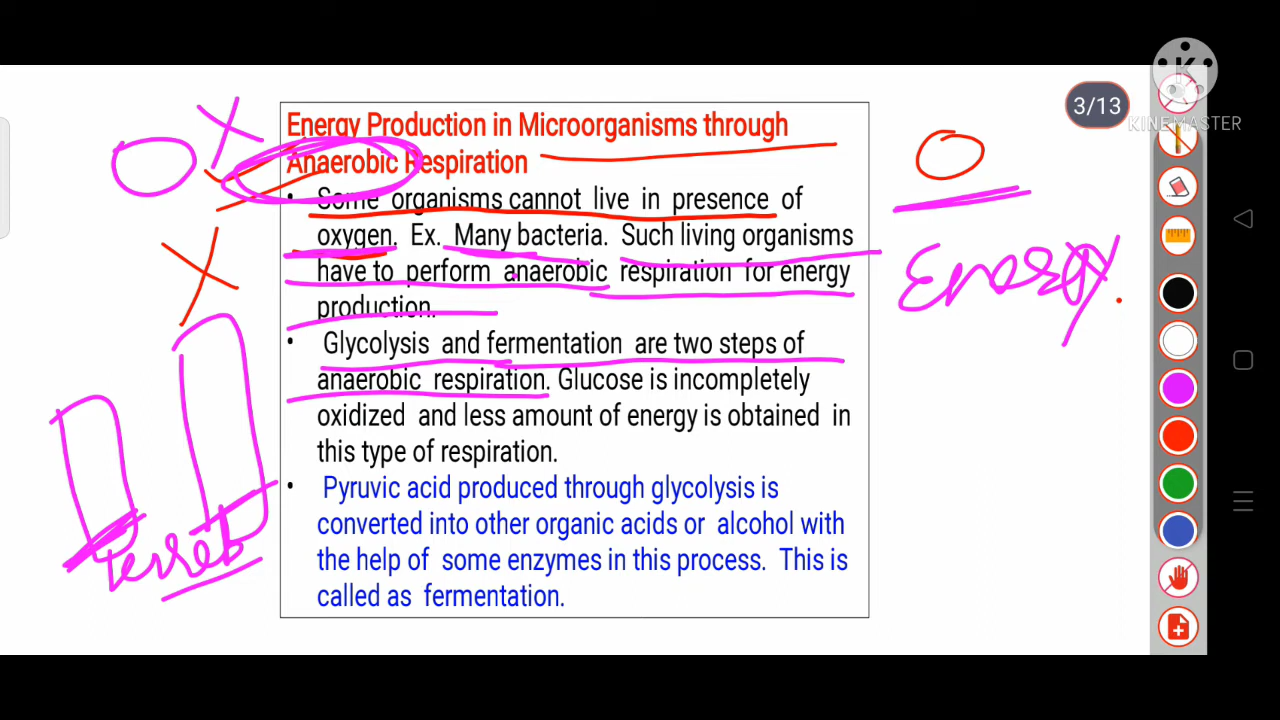 3/13
KINEMASTER
Energy Production in Microorganisms through
Anaerobic Respiration
• Some organisms cannot live in presence of
oxygen. Ex. Many bacteria. Such living organisms
have to perform anaerobic respiration for energy
production.
• Glycolysis and fermentation are two steps of
anaerobic respiration. Glucose is incompletely
oxidized and less amount of energy is obtained in
this type of respiration.
• Pyruvic acid produced through glycolysis is
converted into other organic acids or alcohol with
the help of some enzymes in this process. This is
called as fermentation.
Energy.